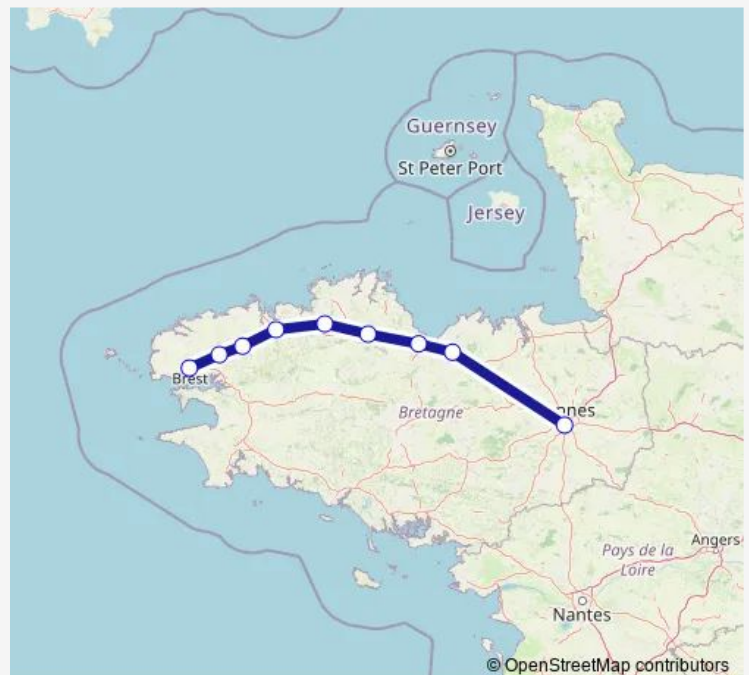 Guernsey
St Peter Port
Jersey
Brest
nnes
Bretagne
Pays de la
Loire
Angers
Nantes
© OpenStreetMap contributors